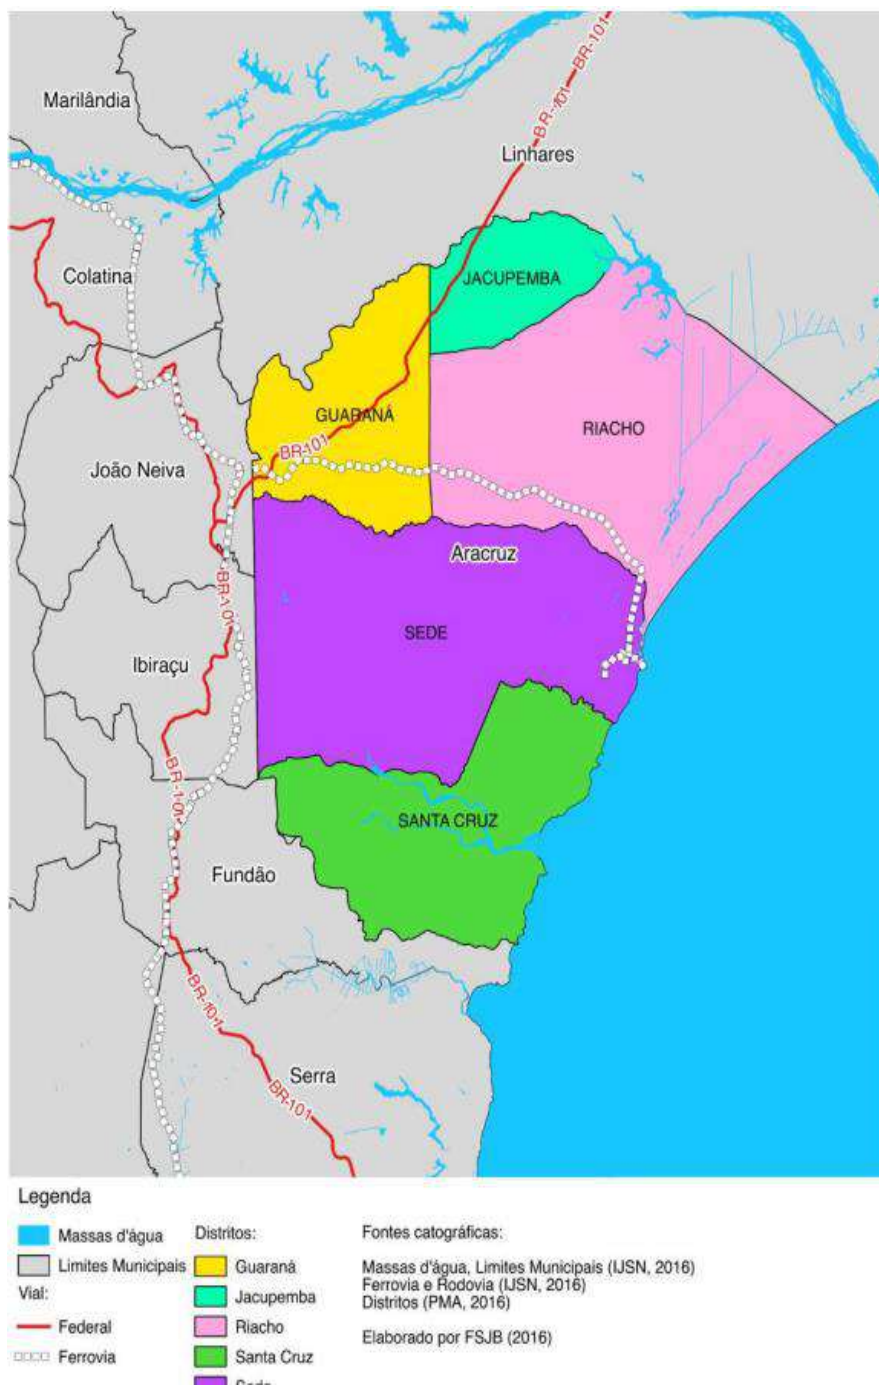 BR-101
BR-101
Marilândia
Linhares
Colatina
JACUPEMBA
GUARANÁ
RIACHO
BR-101
João Neiva
Aracruz
BR-101
SEDE
Ibiraçu
BR-101
SANTA CRUZ
Fundão
BR-101
Serra
BR-101
Legenda
Massas d'água
Limites Municipais
Vial:
Federal
Ferrovia
Distritos:
Guaraná
Jacupemba
Riacho
Santa Cruz
Sede
Fontes catográficas:
Massas d'água, Limites Municipais (IJSN, 2016)
Ferrovia e Rodovia (IJSN, 2016)
Distritos (PMA, 2016)
Elaborado por FSJB (2016)